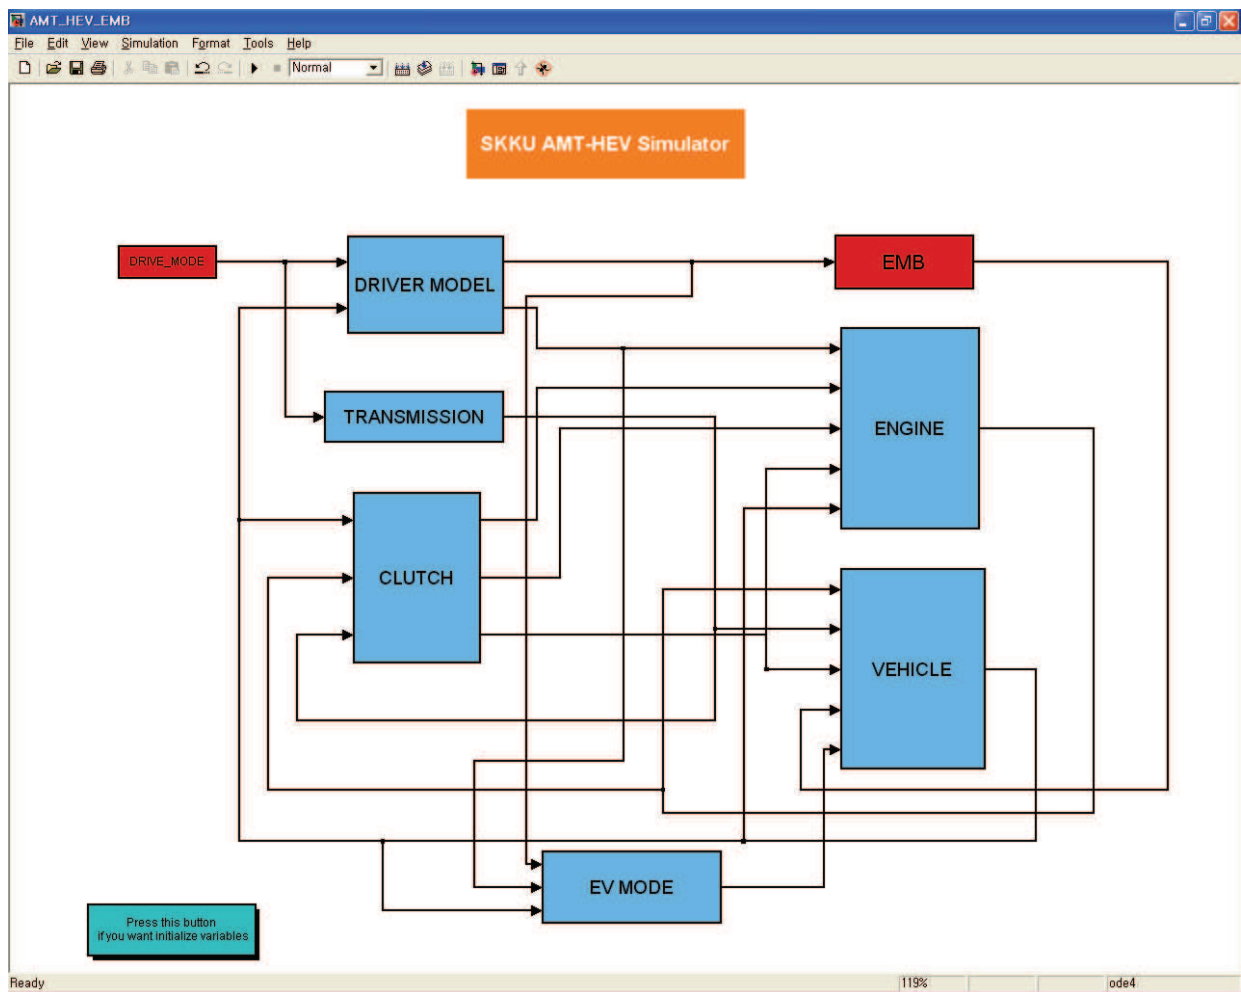 AMT_HEV_EMB
File Edit View Simulation Format Tools Help
Normal
SKKU AMT-HEV Simulator
DRIVE_MODE
DRIVER MODEL
EMB
TRANSMISSION
ENGINE
CLUTCH
VEHICLE
EV MODE
Press this button
if you want initialize variables
Ready 119% ode4